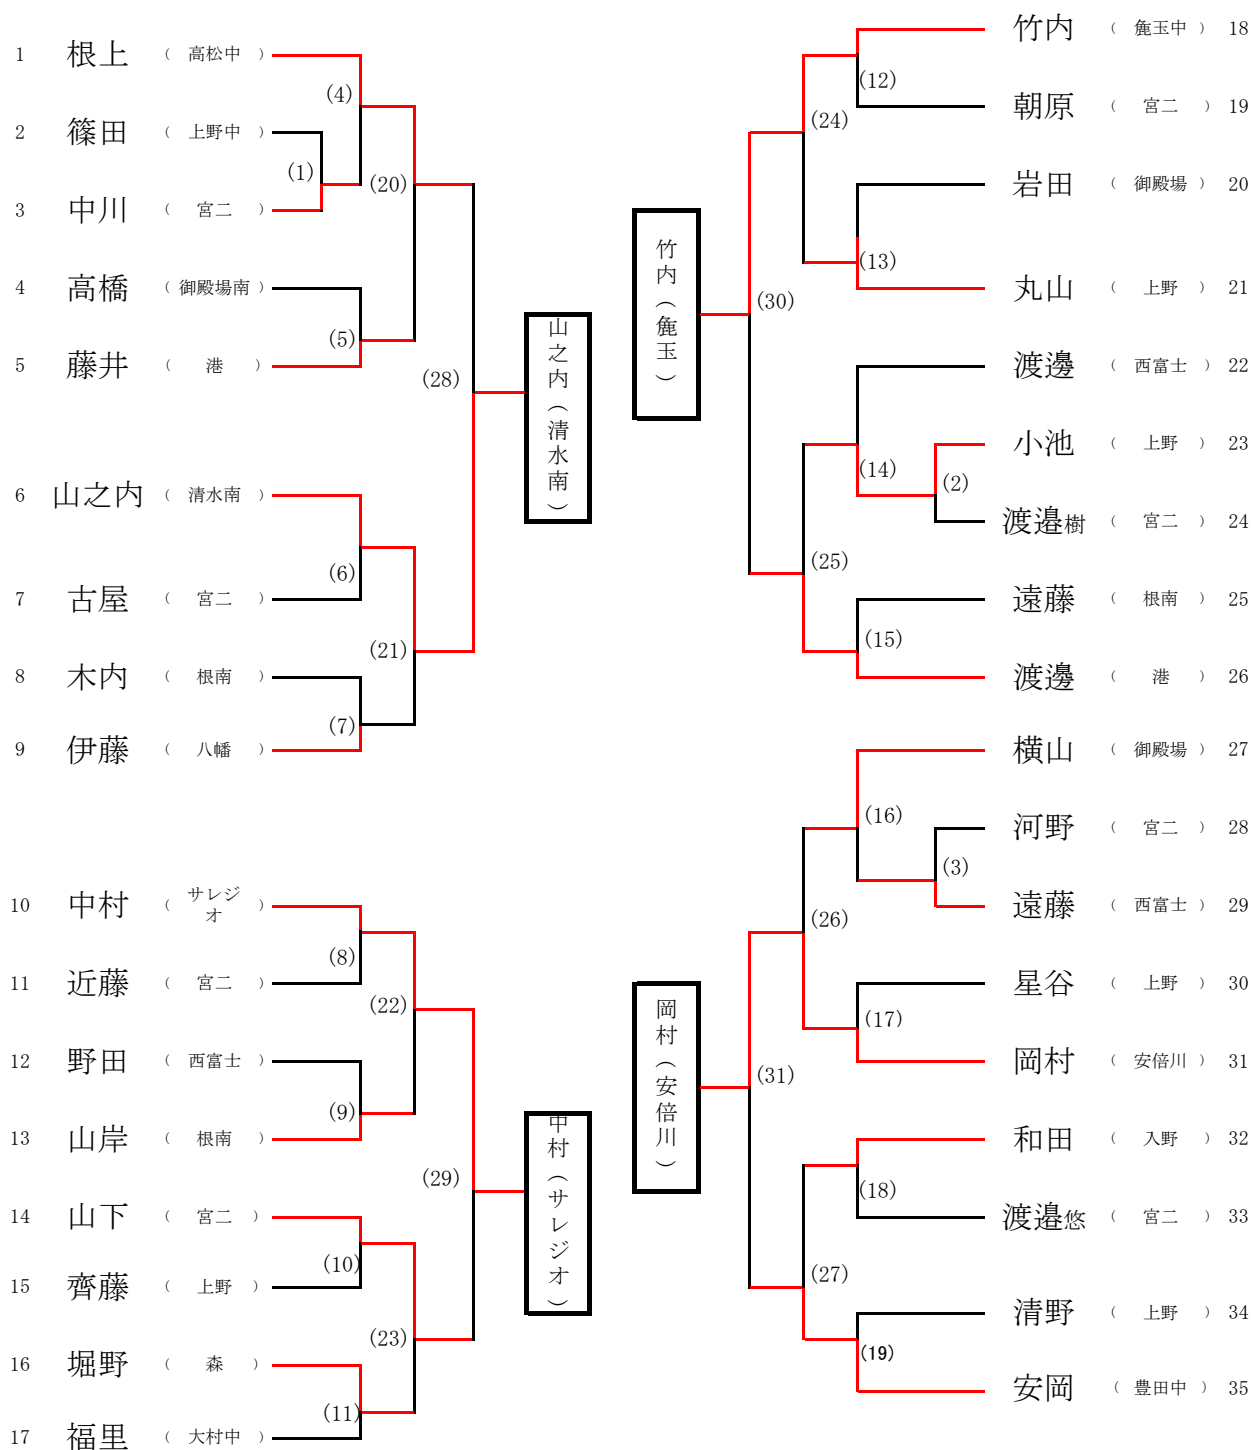 1 根上 （ 高松中 ）
(4)
2 篠田 （ 上野中 ）
(1)
(20)
3 中川 （ 宮二 ）
4 高橋 （ 御殿場南 ）
(5)
5 藤井 （ 港 ）
(28)
山之内（清水南）
6 山之内 （ 清水南 ）
(6)
7 古屋 （ 宮二 ）
(21)
8 木内 （ 根南 ）
(7)
9 伊藤 （ 八幡 ）
10 中村 （ サレジオ ）
(8)
11 近藤 （ 宮二 ）
(22)
12 野田 （ 西富士 ）
(9)
13 山岸 （ 根南 ）
(29)
中村（サレジオ）
14 山下 （ 宮二 ）
(10)
15 齊藤 （ 上野 ）
(23)
16 堀野 （ 森 ）
(11)
17 福里 （ 大村中 ）
竹内 （ 麁玉中 ） 18
(12)
(24)
朝原 （ 宮二 ） 19
岩田 （ 御殿場 ） 20
(13)
丸山 （ 上野 ） 21
竹内（麁玉）
(30)
渡邊 （ 西富士 ） 22
小池 （ 上野 ） 23
(14)
(2)
渡邉樹 （ 宮二 ） 24
(25)
遠藤 （ 根南 ） 25
(15)
渡邊 （ 港 ） 26
横山 （ 御殿場 ） 27
(16)
河野 （ 宮二 ） 28
(3)
遠藤 （ 西富士 ） 29
(26)
星谷 （ 上野 ） 30
(17)
岡村 （ 安倍川 ） 31
岡村（安倍川）
(31)
和田 （ 入野 ） 32
(18)
渡邉悠 （ 宮二 ） 33
(27)
清野 （ 上野 ） 34
(19)
安岡 （ 豊田中 ） 35